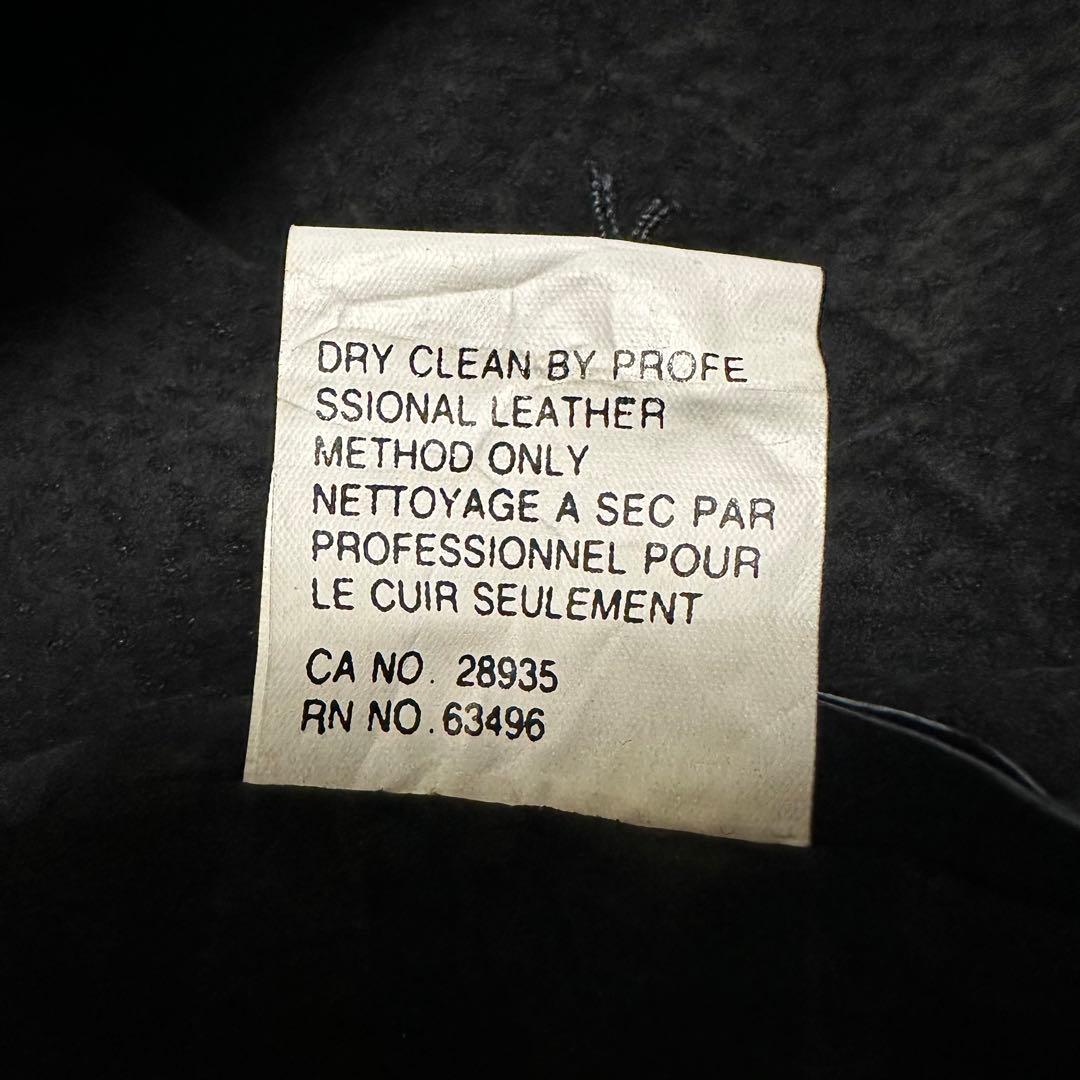 DRY CLEAN BY PROFE
SSIONAL LEATHER
METHOD ONLY
NETTOYAGE A SEC PAR
PROFESSIONNEL POUR
LE CUIR SEULEMENT
CA NO. 28935
RN NO. 63496